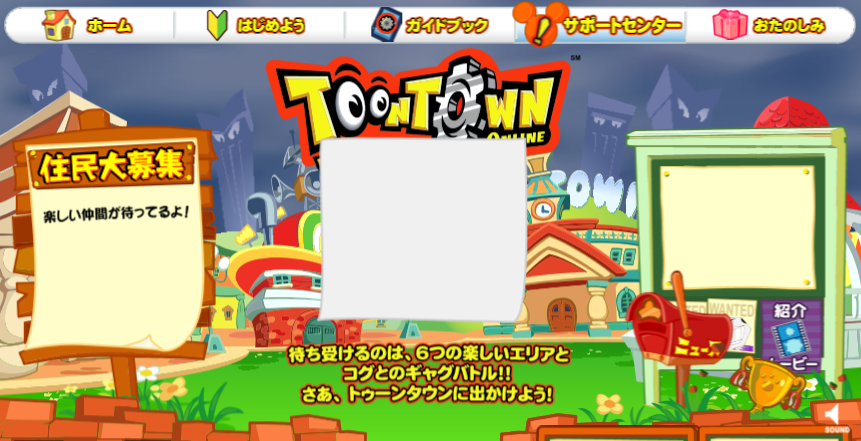 ホーム
はじめよう
ガイドブック
サポートセンター
おたのしみ
TOONTOWN
SM
ONLINE
住民大募集
楽しい仲間が待ってるよ!
TOWN
WANTED
紹介
ムービー
ニュース
待ち受けるのは、6つの楽しいエリアと
コグとのギャグバトル!!
さあ、トゥーンタウンに出かけよう!
SOUND